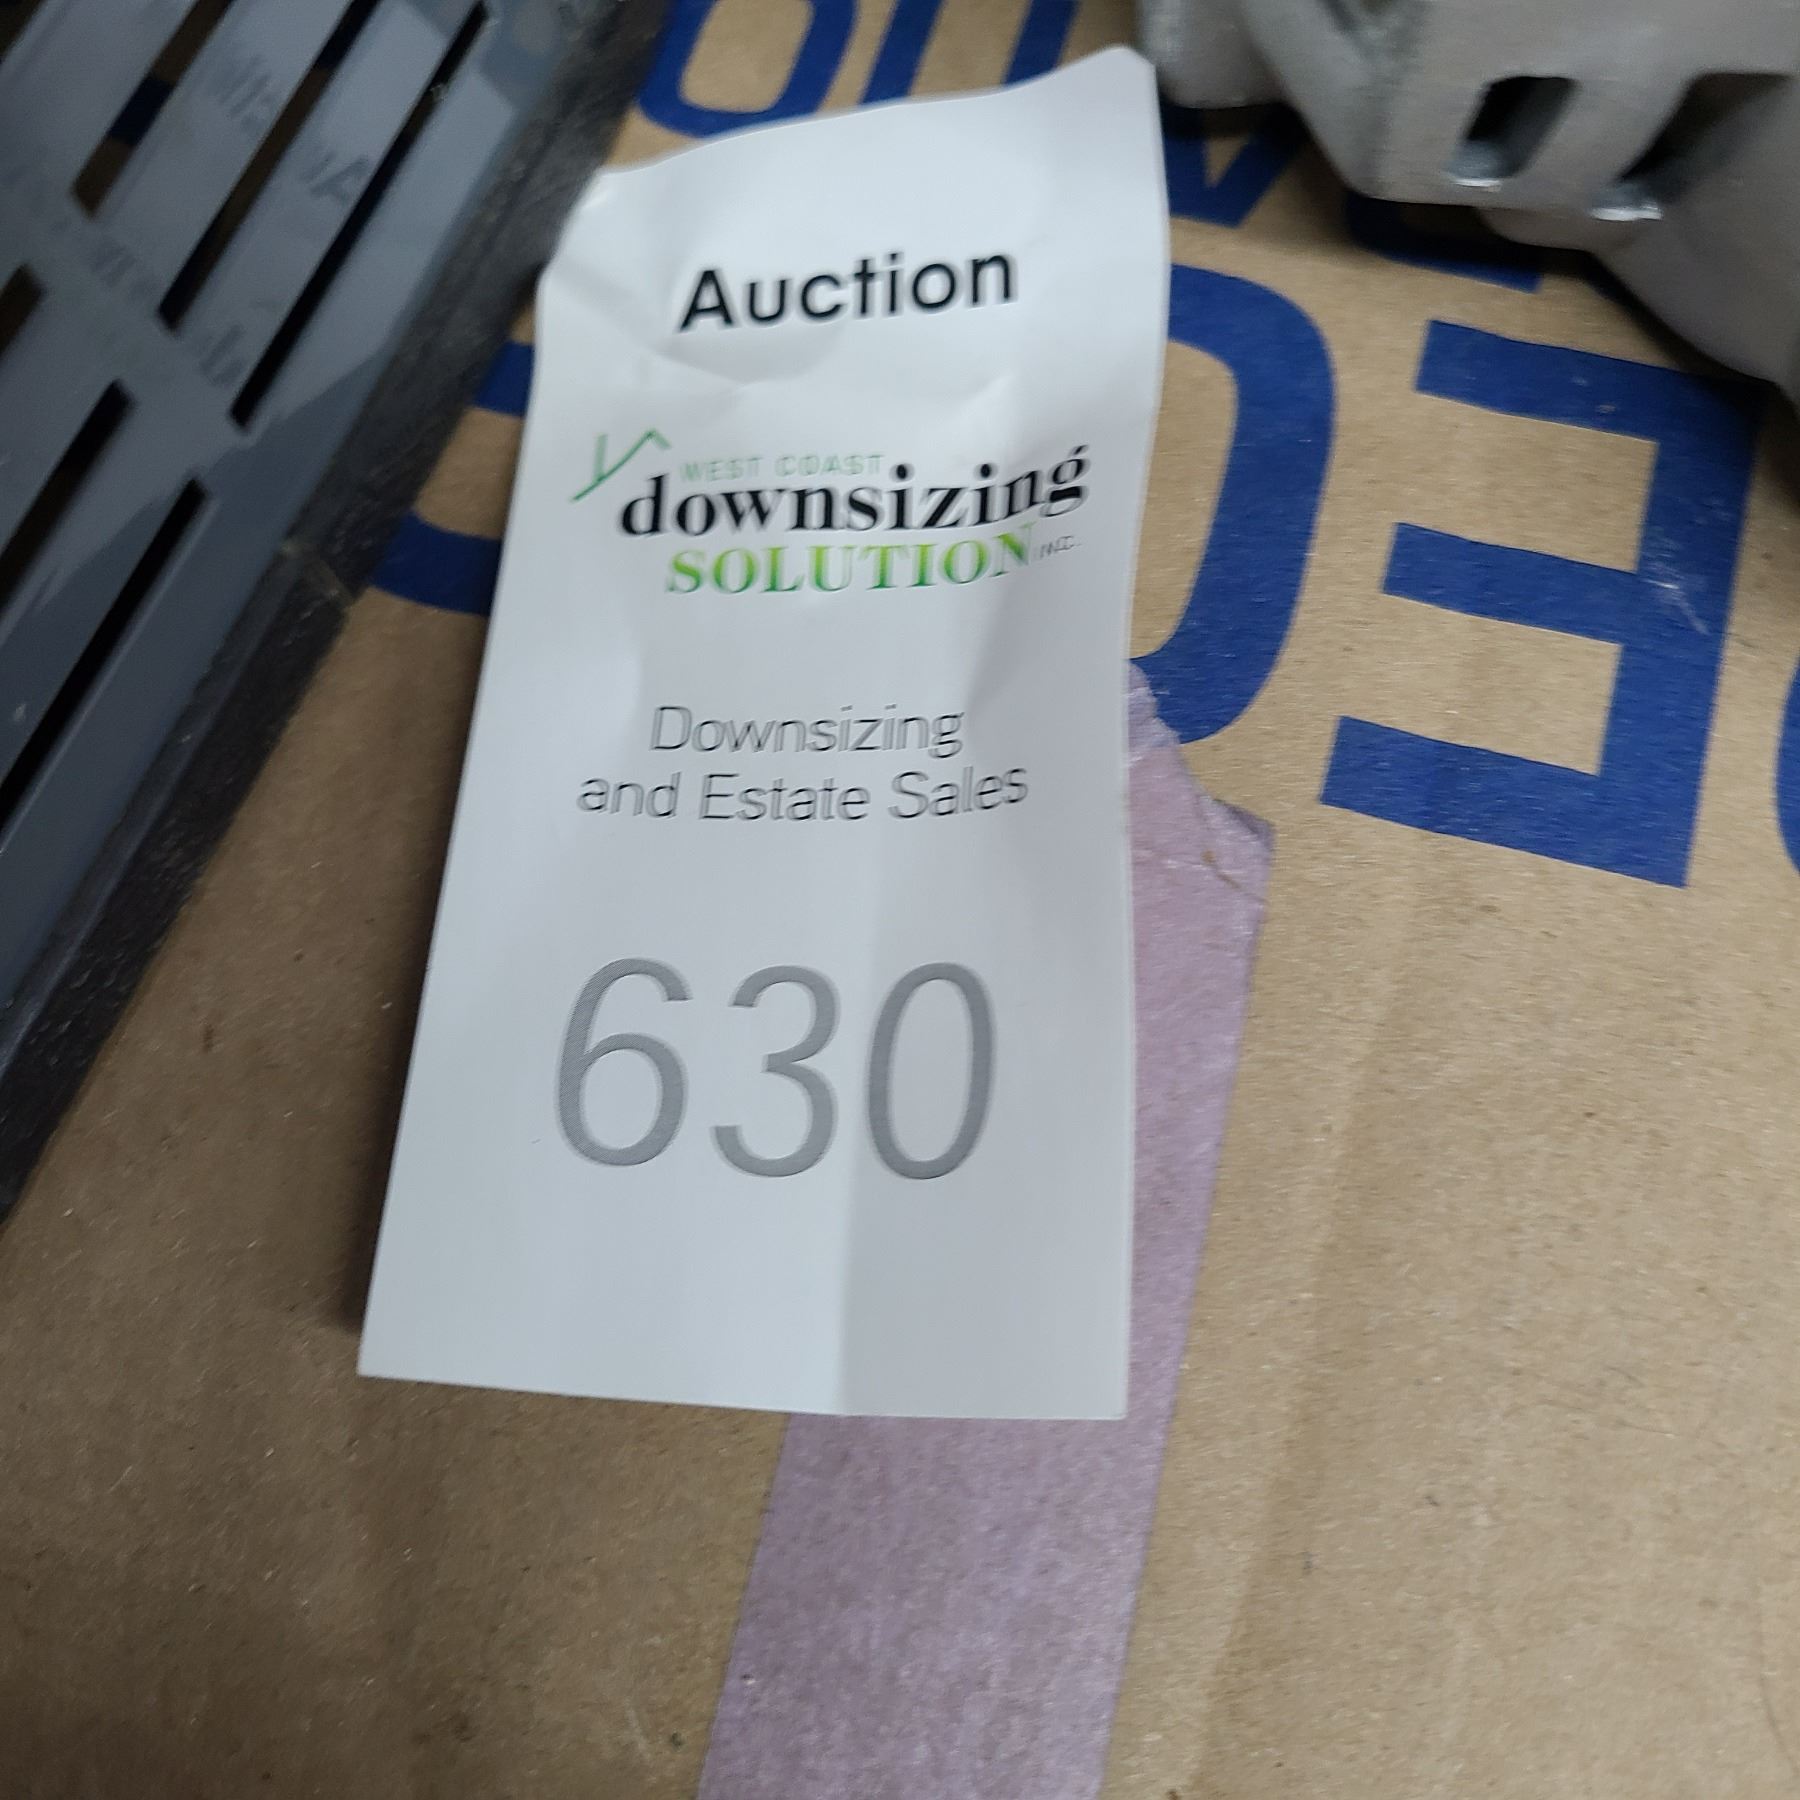 Auction
WEST COAST
downsizing
SOLUTION INC.
Downsizing
and Estate Sales
630